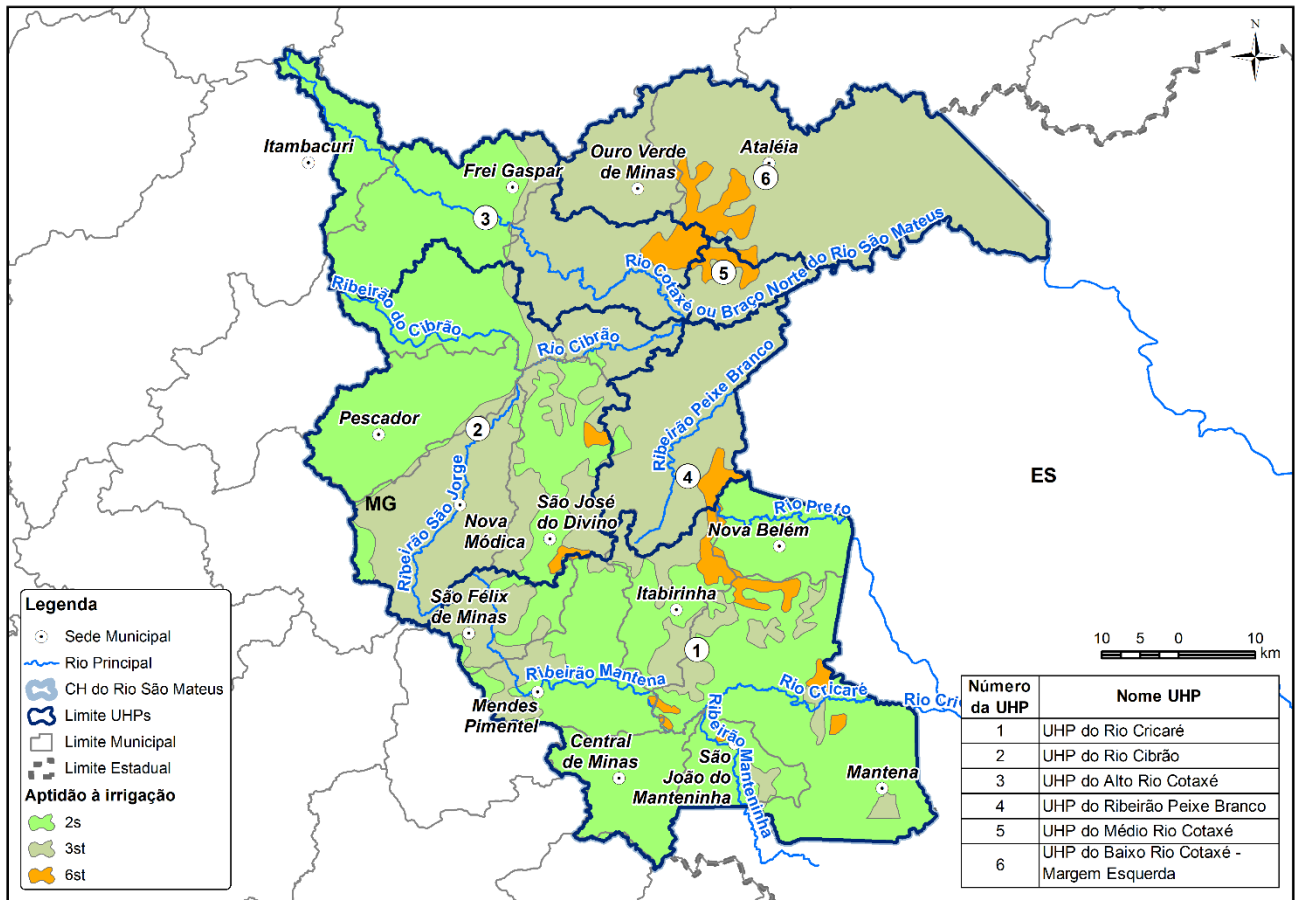 N
Itambacuri
Frei Gaspar
Ouro Verde
de Minas
Ataléia
6
3
5
Rio Cotaxé ou Braço Norte do Rio São Mateus
Ribeirão do Cibrão
Rio Cibrão
Ribeirão Peixe Branco
Pescador
2
4
ES
MG
Ribeirão São Jorge
Nova
Módica
São José
do Divino
Rio Preto
Nova Belém
São Félix
de Minas
Itabirinha
1
Ribeirão Mantena
Mendes
Pimentel
Rio Cricaré
Rio Cri
Central
de Minas
São
João do
Manteninha
Ribeirão Manteninha
Mantena
10 5 0 10
km
Legenda
Sede Municipal
Rio Principal
CH do Rio São Mateus
Limite UHPs
Limite Municipal
Limite Estadual
Aptidão à irrigação
2s
3st
6st
Número da UHP Nome UHP
1 UHP do Rio Cricaré
2 UHP do Rio Cibrão
3 UHP do Alto Rio Cotaxé
4 UHP do Ribeirão Peixe Branco
5 UHP do Médio Rio Cotaxé
6 UHP do Baixo Rio Cotaxé -
Margem Esquerda